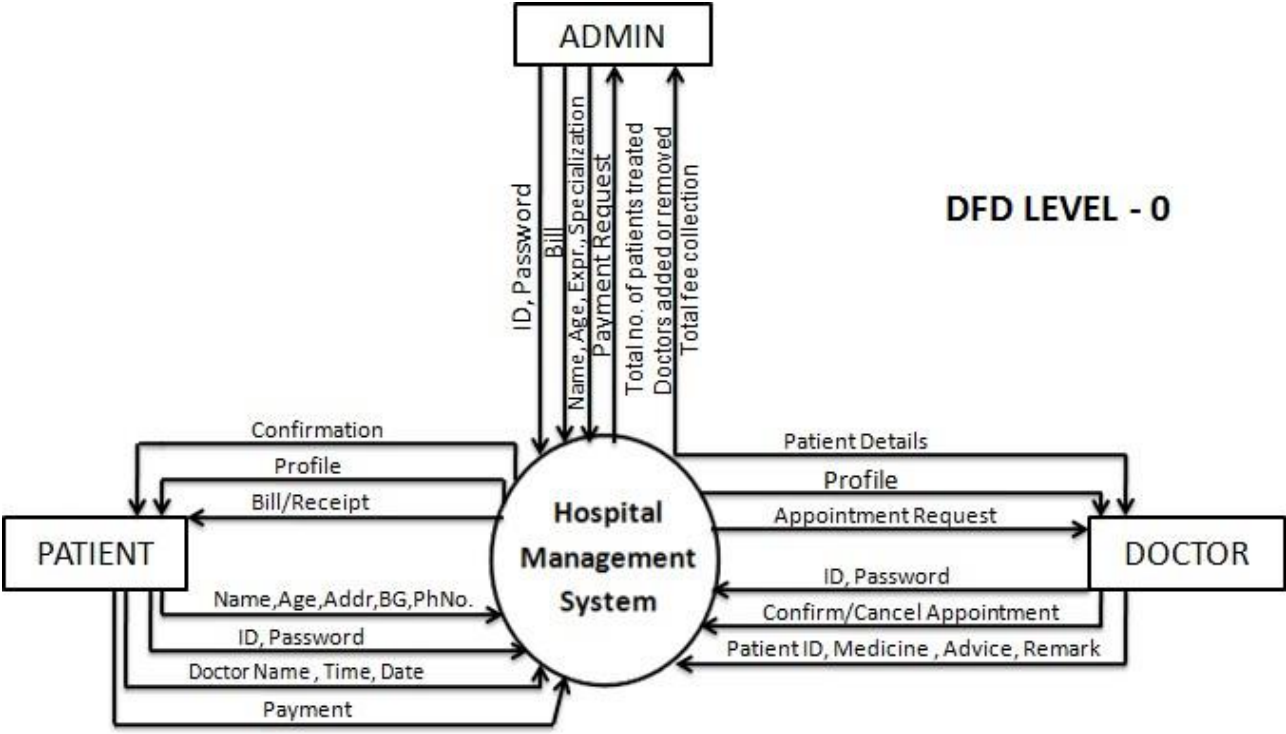 ADMIN
ID, Password
Bill
Name, Age, Expr., Specialization
Payment Request
Total no. of patients treated
Doctors added or removed
Total fee collection
DFD LEVEL - 0
Confirmation
Profile
Bill/Receipt
PATIENT
Name,Age,Addr,BG,PhNo.
ID, Password
Doctor Name , Time, Date
Payment
Hospital
Management
System
Patient Details
Profile
Appointment Request
DOCTOR
ID, Password
Confirm/Cancel Appointment
Patient ID, Medicine , Advice, Remark